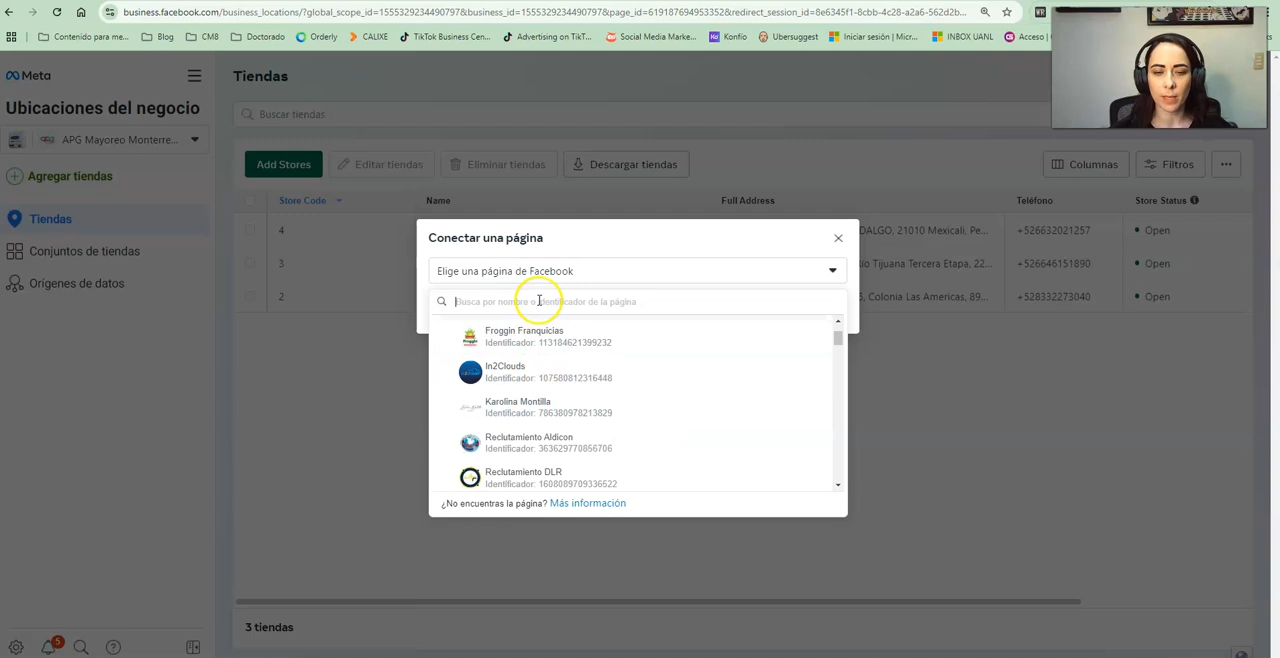 business.facebook.com/business_locations/?global_scope_id=1555329734490797&business_id=1555329734490797&page_id=619187694953352&redirect_session_id=8e6345f1-8cbb-4c28-a2a6-562d2b...
Contenido para me...
Blog
CM8
Doctorado
Orderly
CALIXE
TikTok Business Cen...
Advertising on TikT...
Social Media Marke...
Konfío
Ubersuggest
Iniciar sesión | Micr...
INBOX UANL
Acceso
Meta
Ubicaciones del negocio
APG Mayoreo Monterre...
Agregar tiendas
Tiendas
Conjuntos de tiendas
Orígenes de datos
5
Tiendas
Buscar tiendas
Add Stores
Editar tiendas
Eliminar tiendas
Descargar tiendas
Columnas
Filtros
Store Code
Name
Full Address
Teléfono
Store Status
4
DALGO, 21010 Mexicali, Pe...
+526632021257
Open
3
ío Tijuana Tercera Etapa, 22...
+526646151890
Open
2
5, Colonia Las Americas, 89...
+528332273040
Open
Conectar una página
Elige una página de Facebook
Busca por nombre o identificador de la página
Froggin Franquicias
Identificador: 113184621399232
In2Clouds
Identificador: 107580812316448
Karolina Montilla
Identificador: 786380978213829
Reclutamiento Aldicon
Identificador: 363629770856706
Reclutamiento DLR
Identificador: 1608089709336522
¿No encuentras la página? Más información
3 tiendas